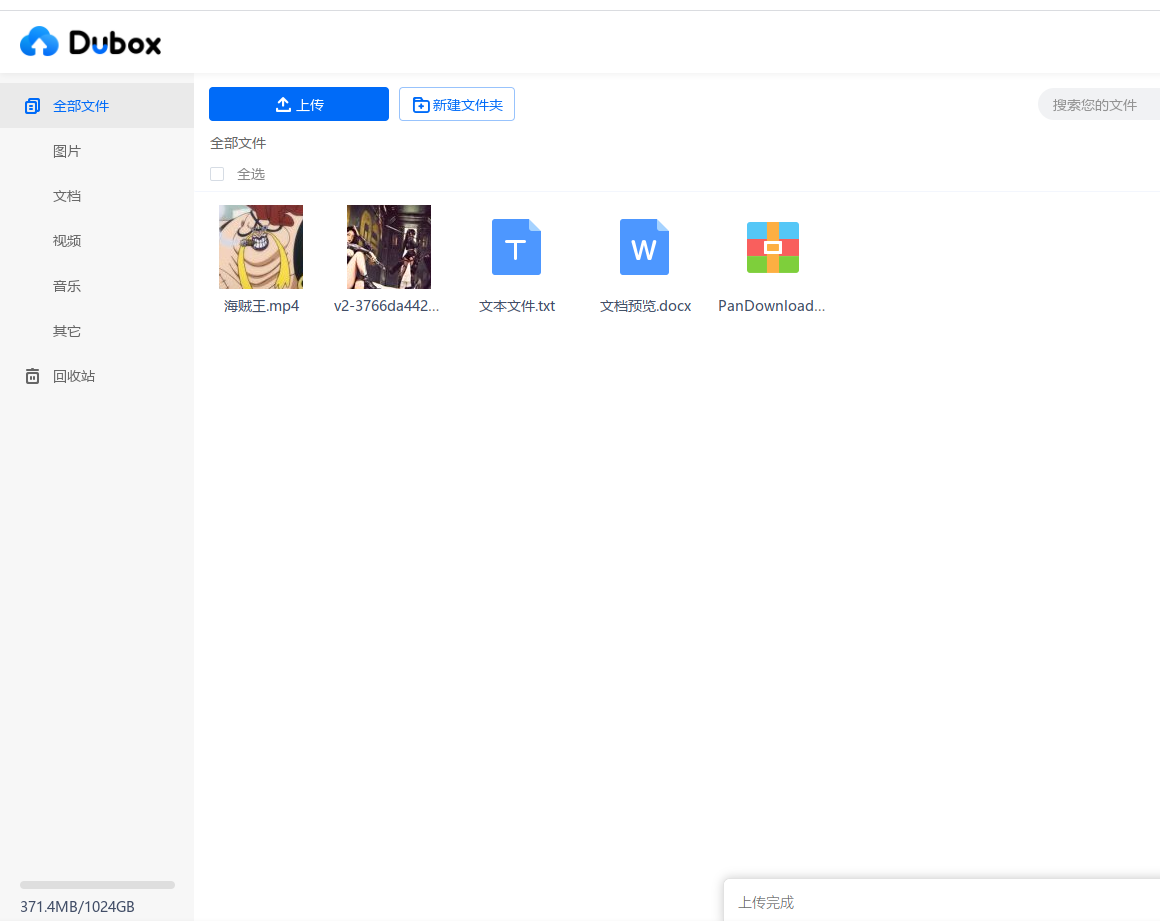 Dubox
全部文件
图片
文档
视频
音乐
其它
回收站
371.4MB/1024GB
上传
新建文件夹
搜索您的文件
全部文件
全选
海贼王.mp4
v2-3766da442...
文本文件.txt
文档预览.docx
PanDownload...
T
W
上传完成